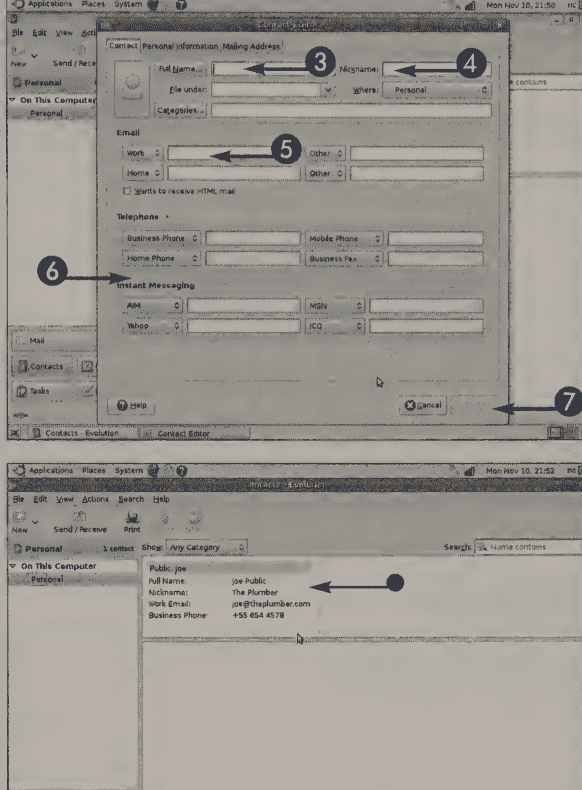 Applications Places System Mon Nov 10, 21:50
Contact Editor
File Edit View
New Send / Rece
Contact Personal Information Mailing Address
Personal
On This Computer
Personal
Full Name... 3 Nickname: 4
File under: Where: Personal
Categories...
contains
Email
Work 5 Other
Home Other
Wants to receive HTML mail
Telephone
Business Phone Mobile Phone
Home Phone Business Fax
6
Instant Messaging
AIM MSN
Yahoo ICQ
Mail
Contacts
Tasks
Help Cancel 7
Contacts - Evolution Contact Editor
Applications Places System Mon Nov 10, 21:52
Contacts - Evolution
File Edit View Actions Search Help
New Send / Receive Print
Personal 1 contact Show: Any Category Search: Name contains
On This Computer
Personal
Public, Joe
Full Name: Joe Public
Nickname: The Plumber
Work Email: joe@theplumber.com
Business Phone: +55 654 4578